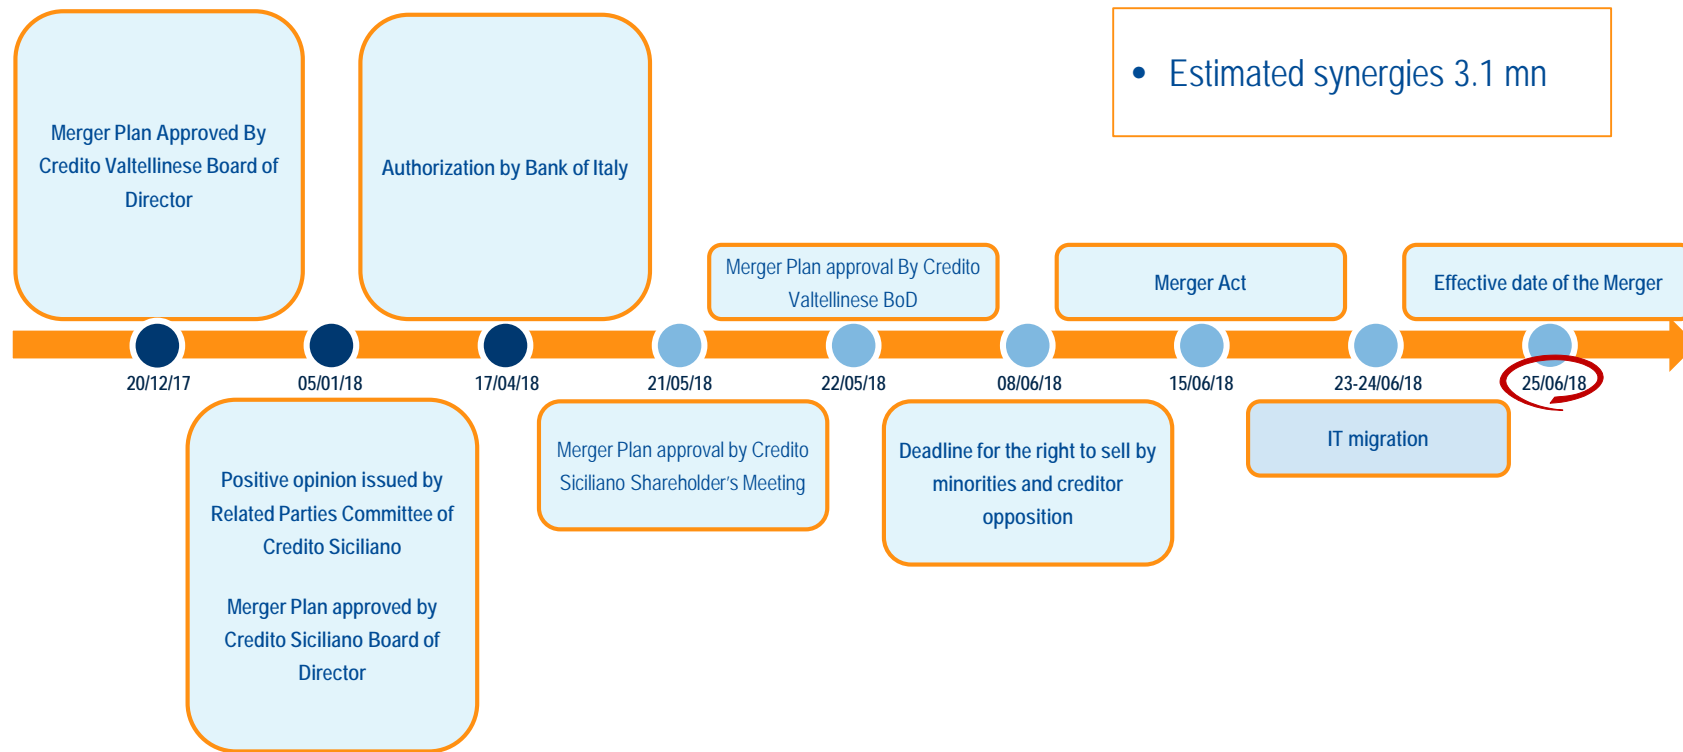 • Estimated synergies 3.1 mn
Merger Plan Approved By
Credito Valtellinese Board of
Director
Authorization by Bank of Italy
Merger Plan approval By Credito
Valtellinese BoD
Merger Act
Effective date of the Merger
20/12/17
05/01/18
17/04/18
21/05/18
22/05/18
08/06/18
15/06/18
23-24/06/18
25/06/18
Positive opinion issued by
Related Parties Committee of
Credito Siciliano
Merger Plan approved by
Credito Siciliano Board of
Director
Merger Plan approval by Credito
Siciliano Shareholder's Meeting
Deadline for the right to sell by
minorities and creditor
opposition
IT migration